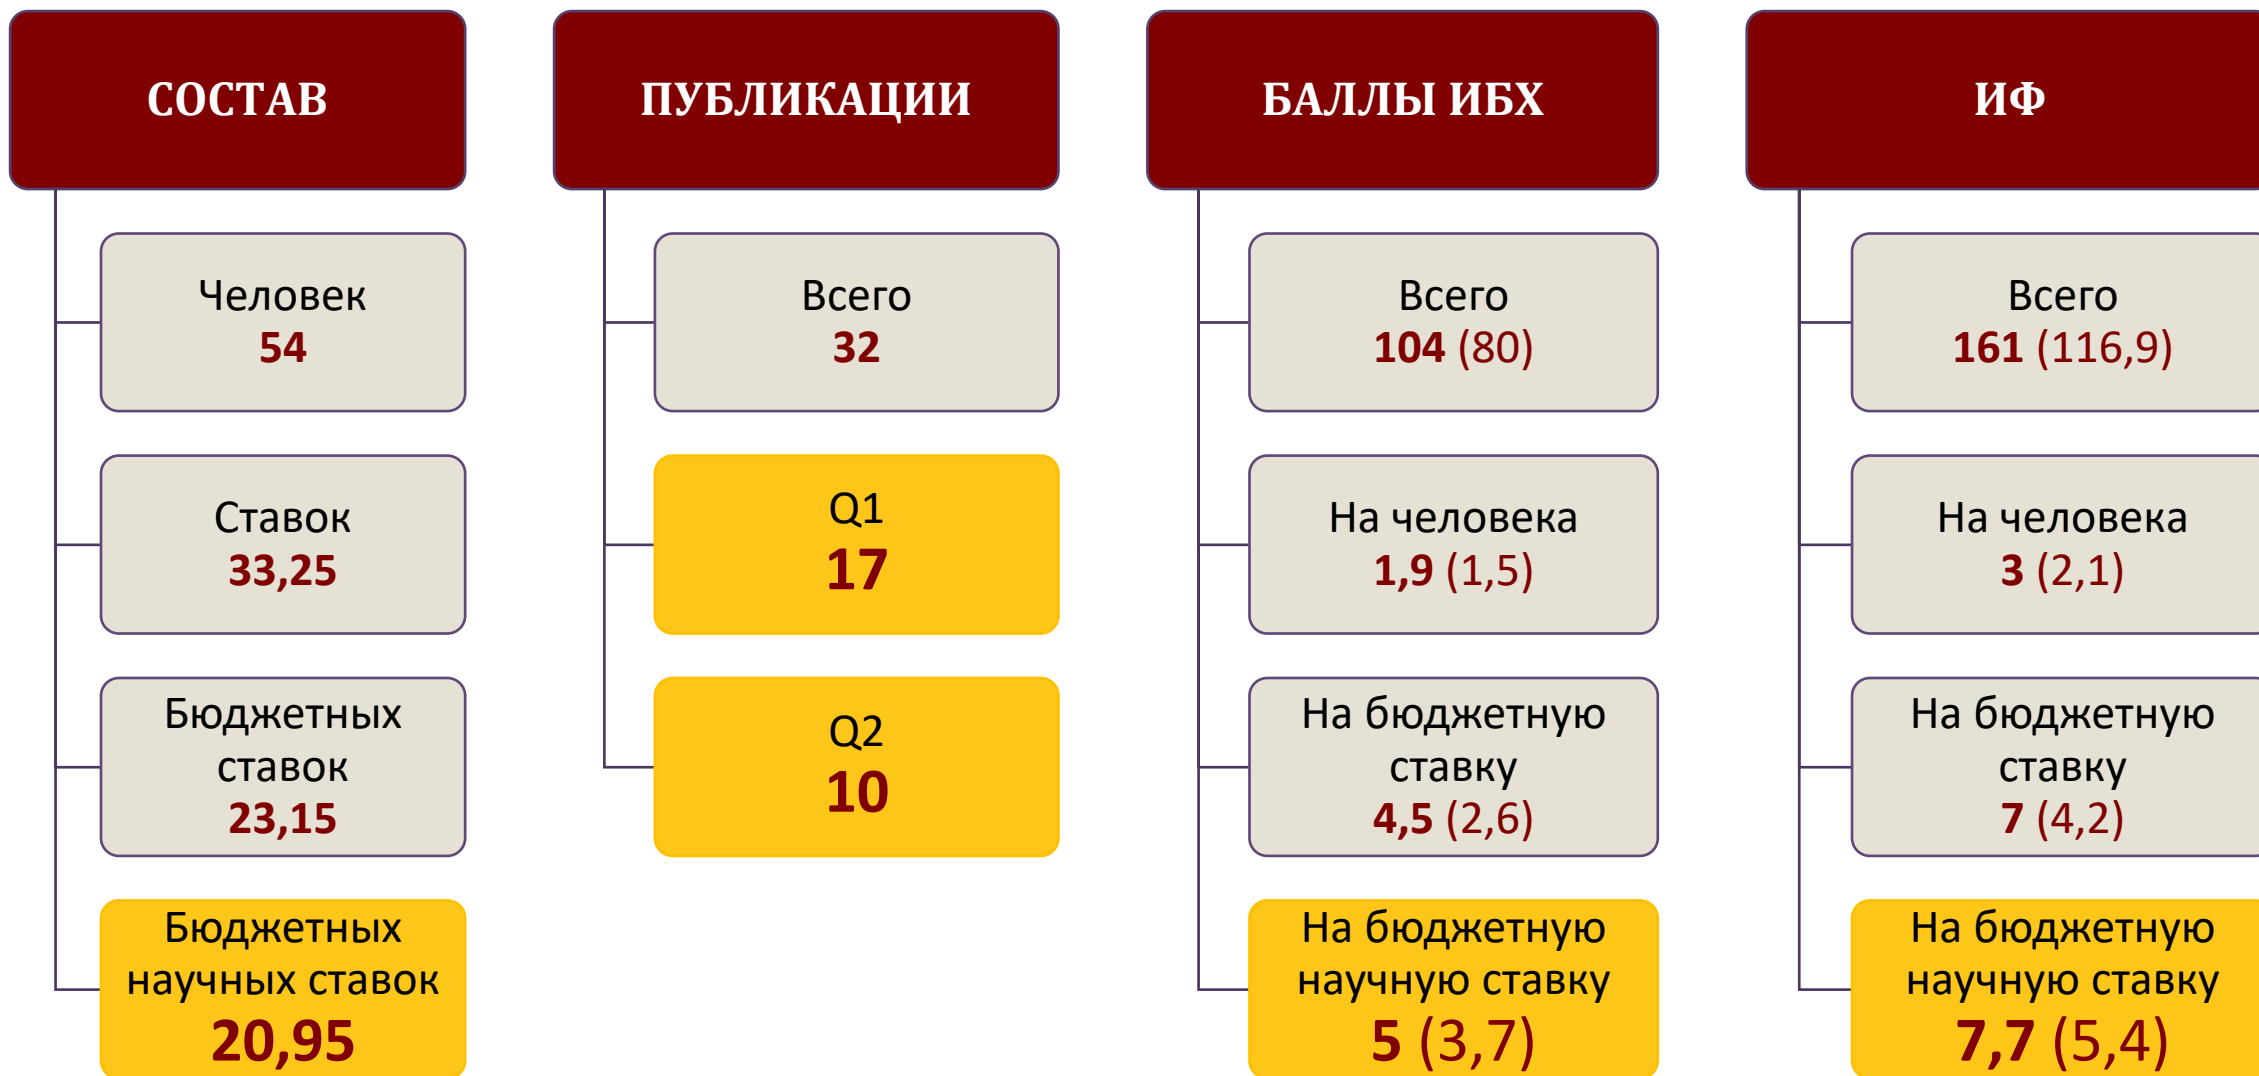 СОСТАВ
Человек
54
Ставок
33,25
Бюджетных
ставок
23,15
Бюджетных
научных ставок
20,95
ПУБЛИКАЦИИ
Всего
32
Q1
17
Q2
10
БАЛЛЫ ИБХ
Всего
104 (80)
На человека
1,9 (1,5)
На бюджетную
ставку
4,5 (2,6)
На бюджетную
научную ставку
5 (3,7)
ИФ
Всего
161 (116,9)
На человека
3 (2,1)
На бюджетную
ставку
7 (4,2)
На бюджетную
научную ставку
7,7 (5,4)